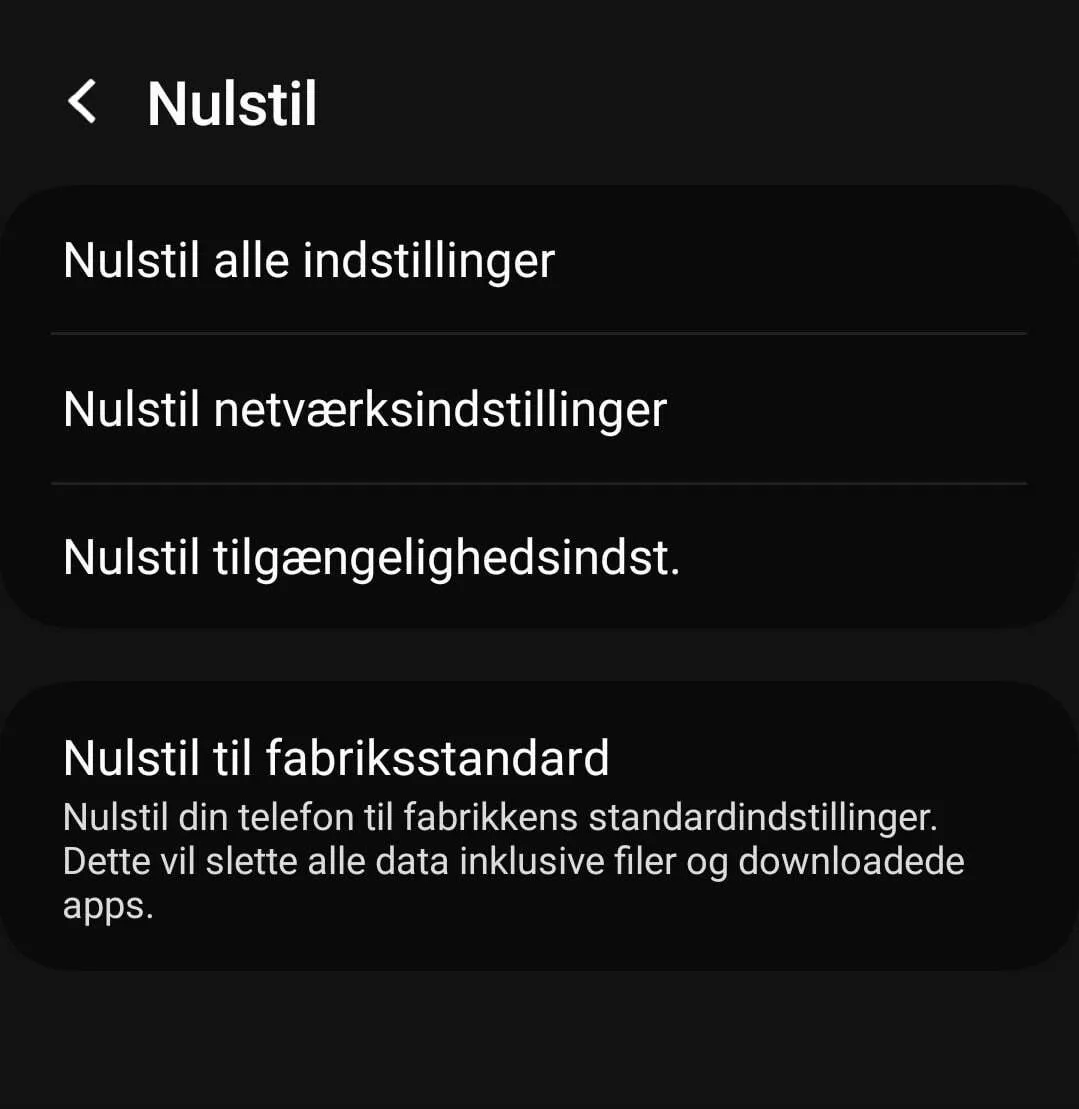 Nulstil
Nulstil alle indstillinger
Nulstil netværksindstillinger
Nulstil tilgængelighedsindst.
Nulstil til fabriksstandard
Nulstil din telefon til fabrikkens standardindstillinger.
Dette vil slette alle data inklusive filer og downloadede
apps.